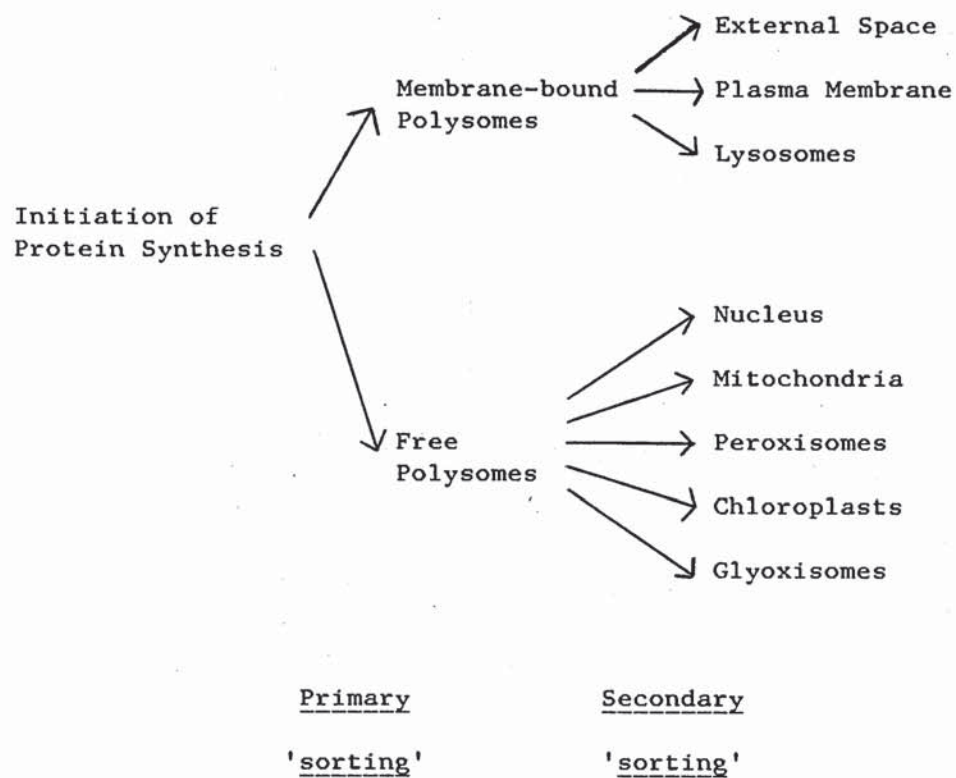 External Space
Membrane-bound
Polysomes
Plasma Membrane
Lysosomes
Initiation of
Protein Synthesis
Nucleus
Mitochondria
Free
Polysomes
Peroxisomes
Chloroplasts
Glyoxisomes
Primary Secondary
'sorting' 'sorting'